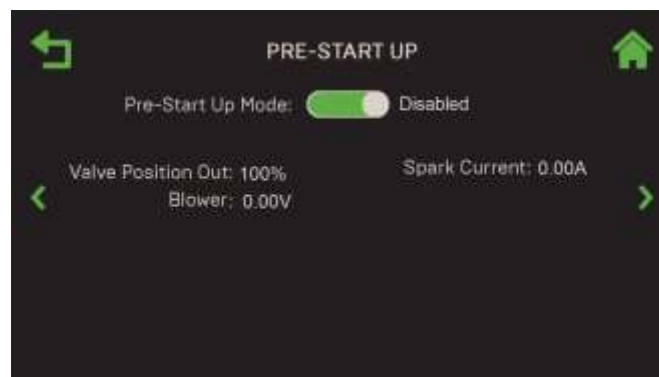 PRE-START UP
Pre-Start Up Mode: Disabled
Valve Position Out: 100% Spark Current: 0.00A
Blower: 0.00V